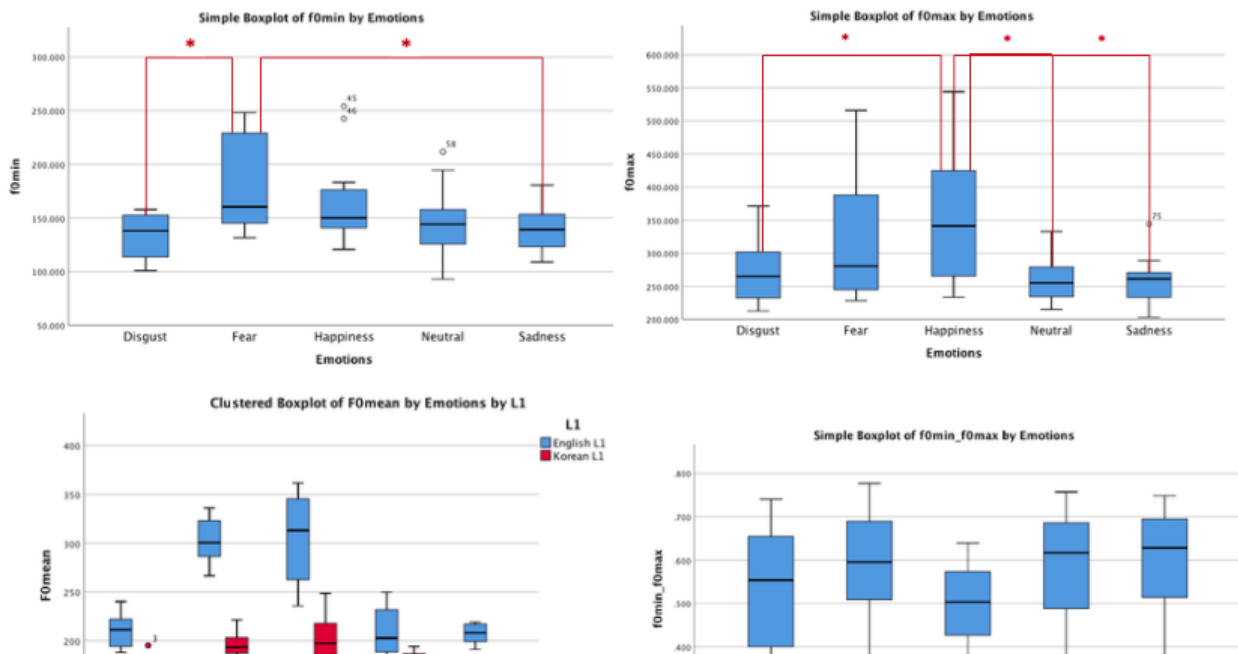 Simple Boxplot of f0min by Emotions
*
*
300.000
250.000
200.000
150.000
100.000
50.000
f0min
45
46
58
Disgust Fear Happiness Neutral Sadness
Emotions
Simple Boxplot of f0max by Emotions
*
*
*
600.000
550.000
500.000
450.000
400.000
350.000
300.000
250.000
200.000
f0max
75
Disgust Fear Happiness Neutral Sadness
Emotions
Clustered Boxplot of F0mean by Emotions by L1
L1
English L1
Korean L1
400
350
300
250
200
F0mean
3
Simple Boxplot of f0min_f0max by Emotions
.800
.700
.600
.500
.400
f0min_f0max